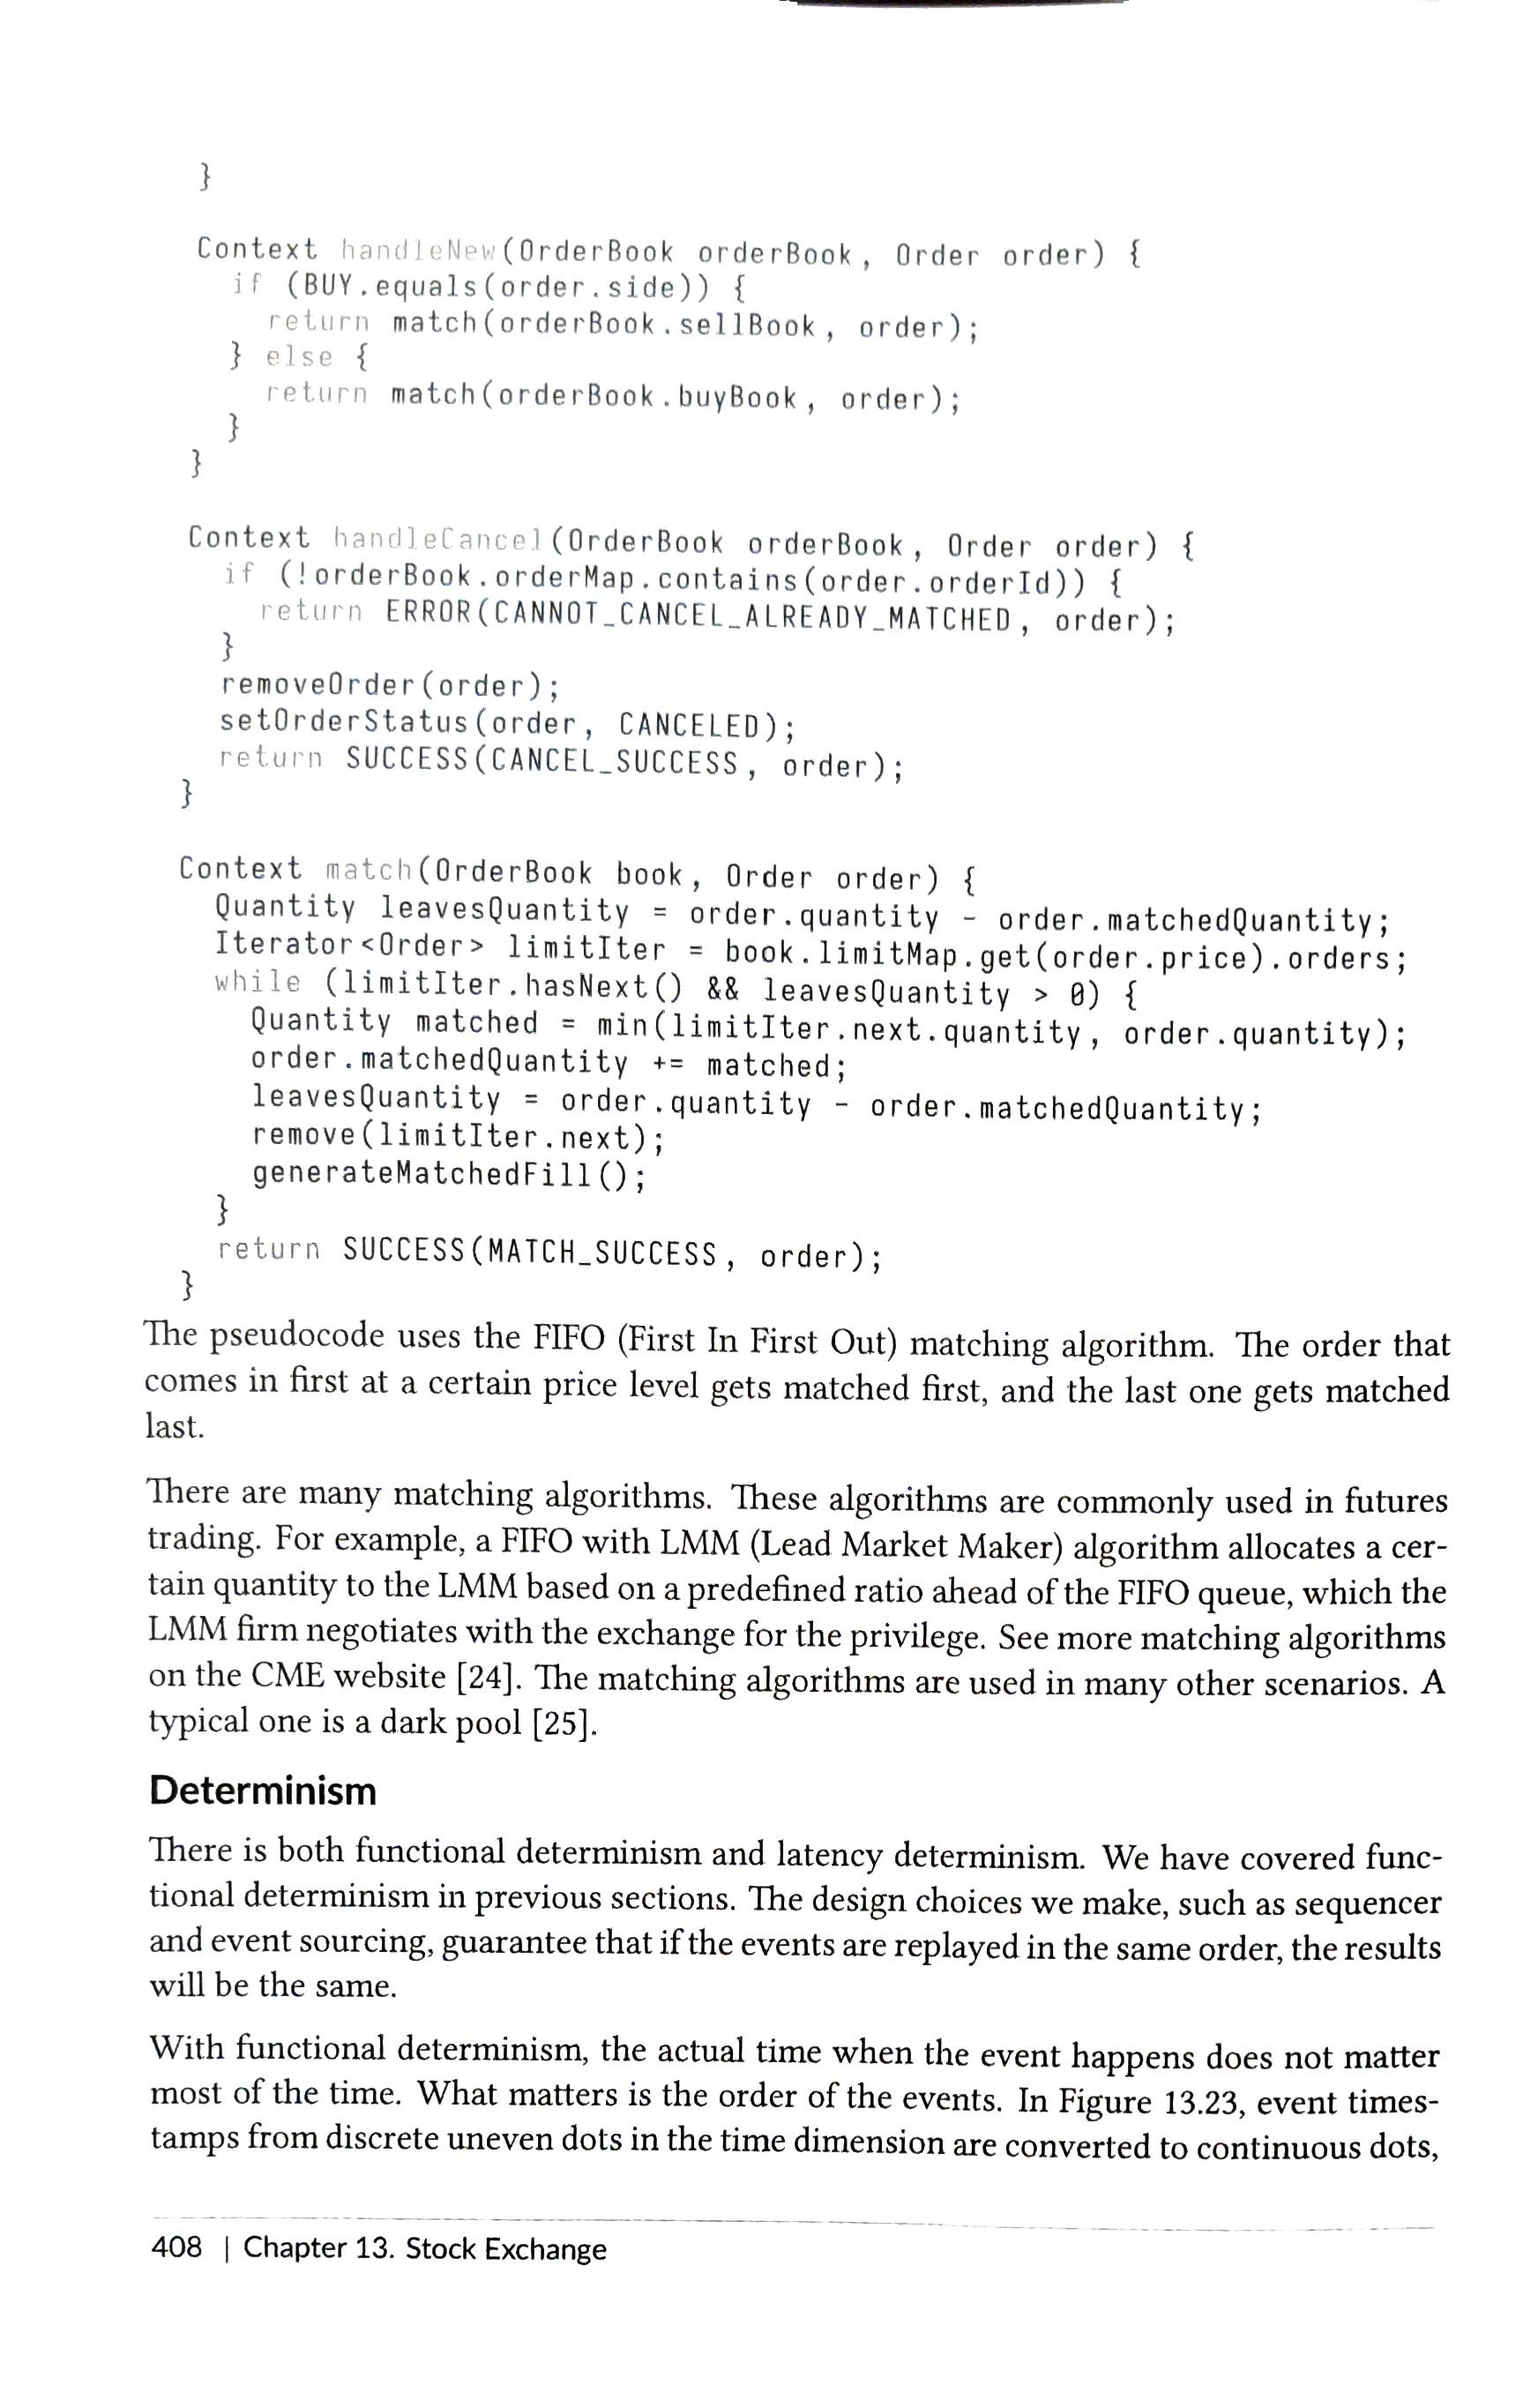 }
Context handleNew(OrderBook orderBook, Order order) {
if (BUY.equals(order.side)) {
return match(orderBook.sellBook, order);
} else {
return match(orderBook.buyBook, order);
}
}
Context handleCancel(OrderBook orderBook, Order order) {
if (!orderBook.orderMap.contains(order.orderId)) {
return ERROR(CANNOT_CANCEL_ALREADY_MATCHED, order);
}
removeOrder(order);
setOrderStatus(order, CANCELED);
return SUCCESS(CANCEL_SUCCESS, order);
}
Context match(OrderBook book, Order order) {
Quantity leavesQuantity = order.quantity - order.matchedQuantity;
Iterator<Order> limitIter = book.limitMap.get(order.price).orders;
while (limitIter.hasNext() && leavesQuantity > 0) {
Quantity matched = min(limitIter.next.quantity, order.quantity);
order.matchedQuantity += matched;
leavesQuantity = order.quantity - order.matchedQuantity;
remove(limitIter.next);
generateMatchedFill();
}
return SUCCESS(MATCH_SUCCESS, order);
}
The pseudocode uses the FIFO (First In First Out) matching algorithm. The order that
comes in first at a certain price level gets matched first, and the last one gets matched
last.
There are many matching algorithms. These algorithms are commonly used in futures
trading. For example, a FIFO with LMM (Lead Market Maker) algorithm allocates a cer-
tain quantity to the LMM based on a predefined ratio ahead of the FIFO queue, which the
LMM firm negotiates with the exchange for the privilege. See more matching algorithms
on the CME website [24]. The matching algorithms are used in many other scenarios. A
typical one is a dark pool [25].
Determinism
There is both functional determinism and latency determinism. We have covered func-
tional determinism in previous sections. The design choices we make, such as sequencer
and event sourcing, guarantee that if the events are replayed in the same order, the results
will be the same.
With functional determinism, the actual time when the event happens does not matter
most of the time. What matters is the order of the events. In Figure 13.23, event times-
tamps from discrete uneven dots in the time dimension are converted to continuous dots,
408 | Chapter 13. Stock Exchange